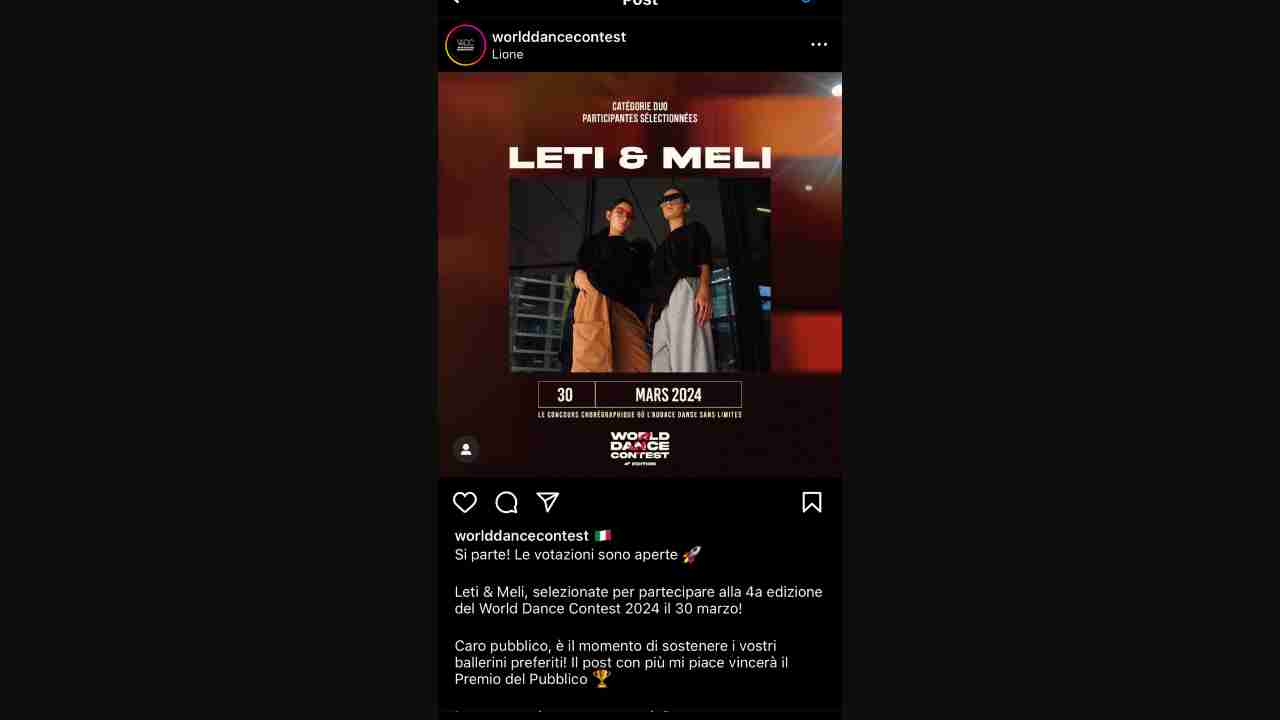 Post
worlddancecontest
Lione
CATÉGORIE DUO
PARTICIPANTES SÉLECTIONNÉES
LETI & MELI
30 MARS 2024
LE CONCOURS CHORÉGRAPHIQUE OÙ L'AUDACE DANSE SANS LIMITES
WORLD
DANCE
CONTEST
4E EDITION
worlddancecontest 🇮🇹
Si parte! Le votazioni sono aperte 🚀
Leti & Meli, selezionate per partecipare alla 4a edizione
del World Dance Contest 2024 il 30 marzo!
Caro pubblico, è il momento di sostenere i vostri
ballerini preferiti! Il post con più mi piace vincerà il
Premio del Pubblico 🏆